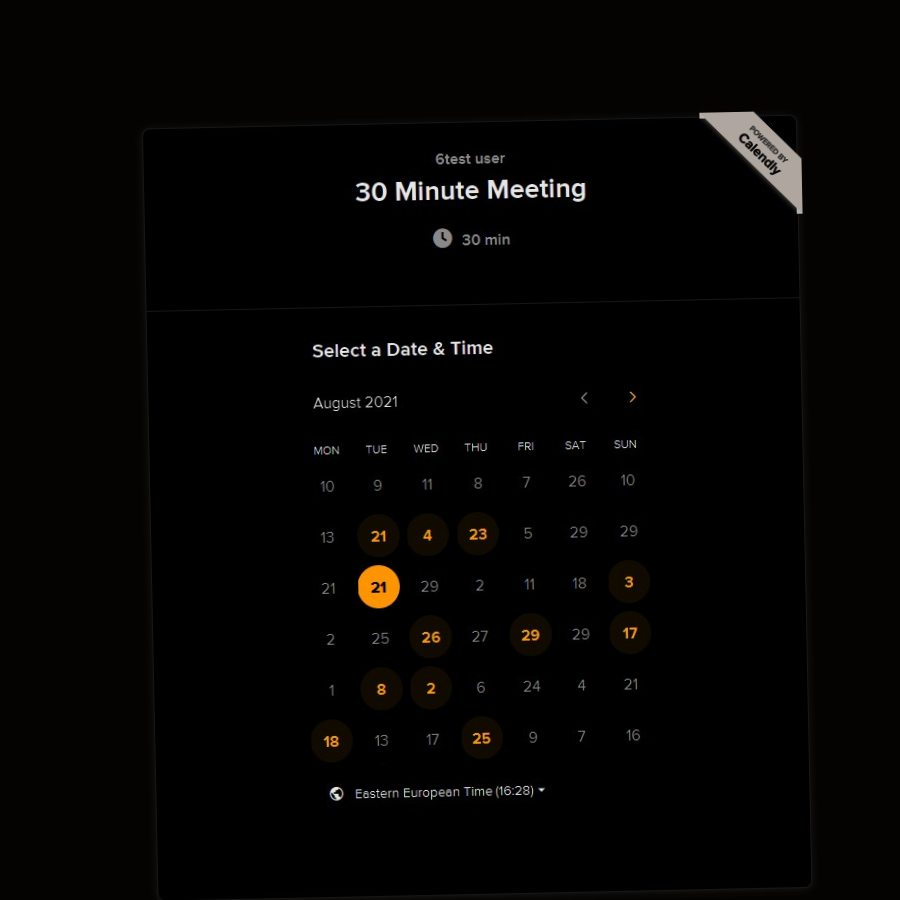 POWERED BY
Calendly
6test user
30 Minute Meeting
30 min
Select a Date & Time
August 2021
MON TUE WED THU FRI SAT SUN
10 9 11 8 7 26 10
13 21 4 23 5 29 29
21 21 29 2 11 18 3
2 25 26 27 29 29 17
1 8 2 6 24 4 21
18 13 17 25 9 7 16
Eastern European Time (16:28)